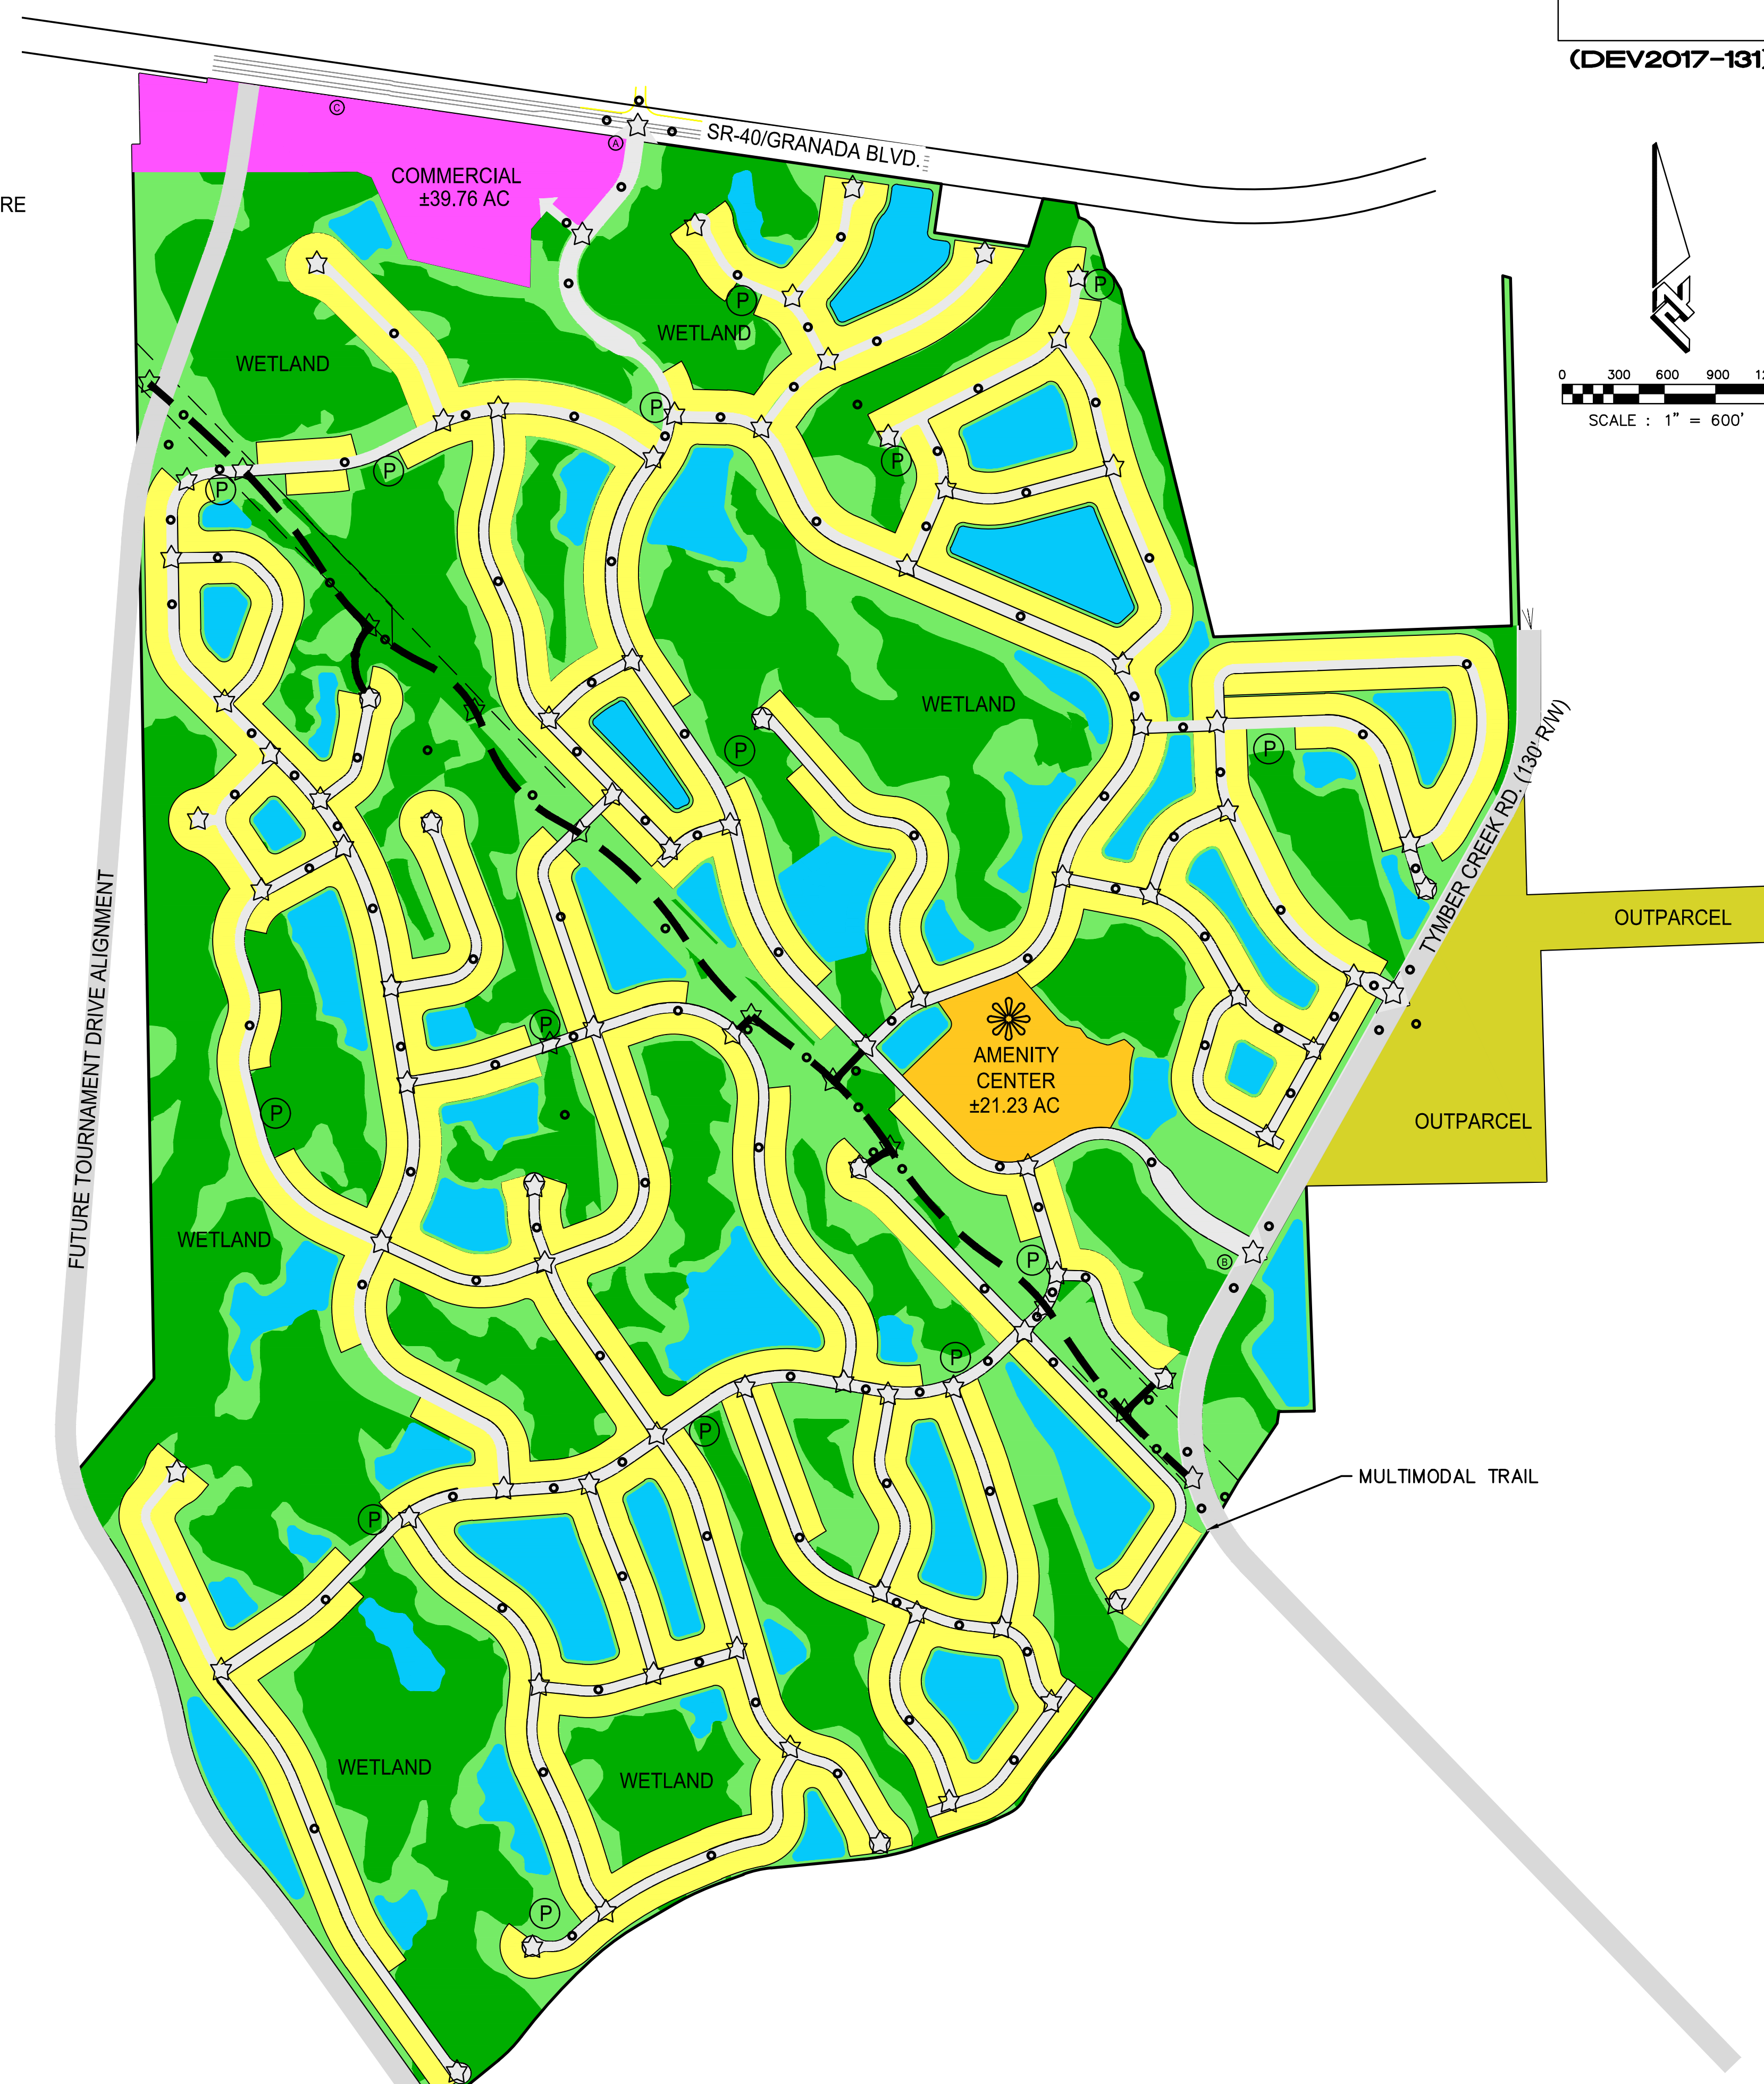 (DEV2017-131)
RE
SR-40/GRANADA BLVD.
C
A
COMMERCIAL
±39.76 AC
WETLAND
WETLAND
P
P
P
0 300 600 900
SCALE : 1" = 600'
P
P
P
WETLAND
P
P
TYMBER CREEK RD. (130' R/W)
OUTPARCEL
FUTURE TOURNAMENT DRIVE ALIGNMENT
P
AMENITY
CENTER
±21.23 AC
P
OUTPARCEL
WETLAND
P
B
P
P
MULTIMODAL TRAIL
P
WETLAND
WETLAND
P